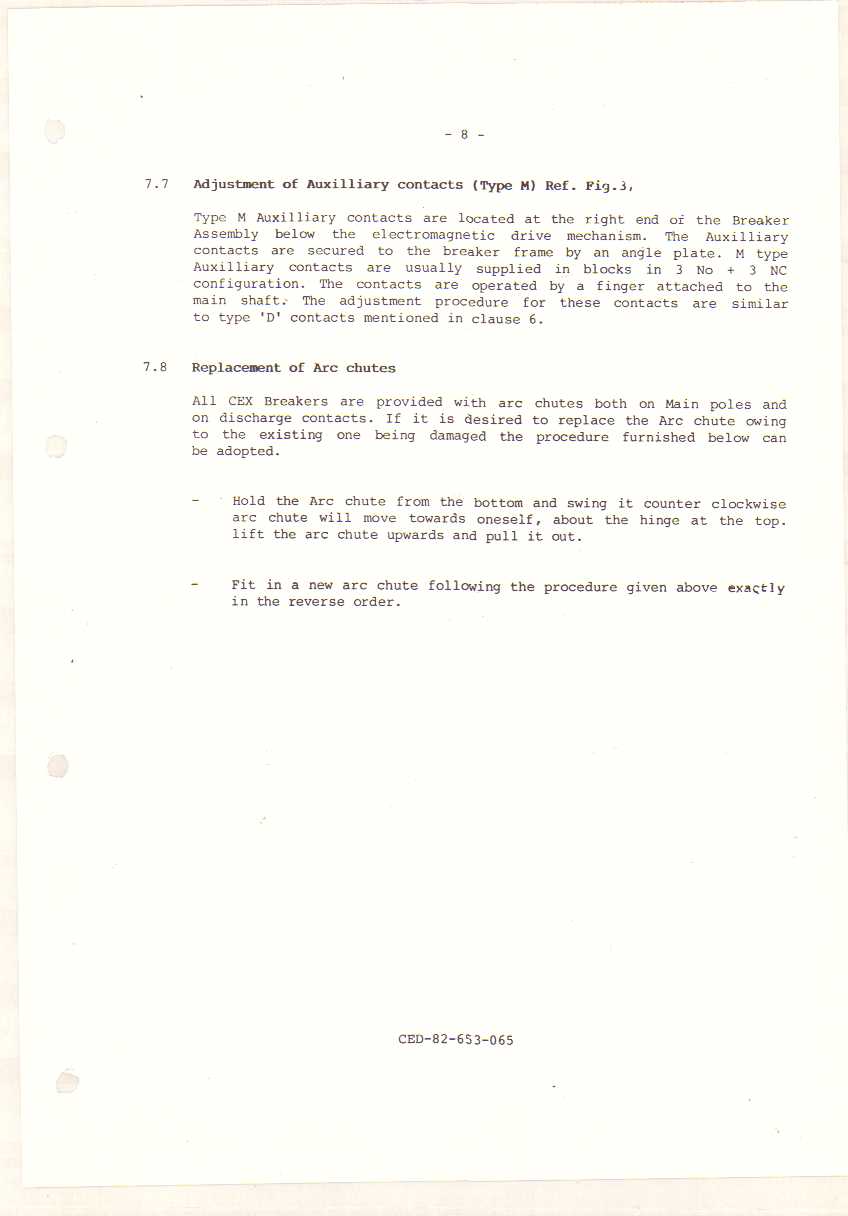 - 8 -
7.7 Adjustment of Auxilliary contacts (Type M) Ref. Fig.3,
Type M Auxilliary contacts are located at the right end of the Breaker
Assembly below the electromagnetic drive mechanism. The Auxilliary
contacts are secured to the breaker frame by an angle plate. M type
Auxilliary contacts are usually supplied in blocks in 3 No + 3 NC
configuration. The contacts are operated by a finger attached to the
main shaft. The adjustment procedure for these contacts are similar
to type 'D' contacts mentioned in clause 6.
7.8 Replacement of Arc chutes
All CEX Breakers are provided with arc chutes both on Main poles and
on discharge contacts. If it is desired to replace the Arc chute owing
to the existing one being damaged the procedure furnished below can
be adopted.
- Hold the Arc chute from the bottom and swing it counter clockwise
arc chute will move towards oneself, about the hinge at the top.
lift the arc chute upwards and pull it out.
- Fit in a new arc chute following the procedure given above exactly
in the reverse order.
CED-82-653-065